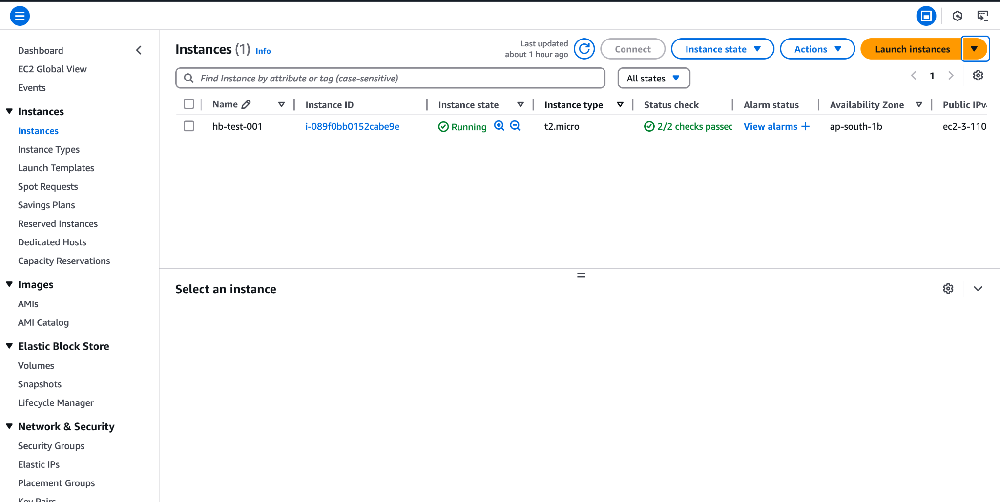 Dashboard
EC2 Global View
Events
Instances
Instances
Instance Types
Launch Templates
Spot Requests
Savings Plans
Reserved Instances
Dedicated Hosts
Capacity Reservations
Images
AMIs
AMI Catalog
Elastic Block Store
Volumes
Snapshots
Lifecycle Manager
Network & Security
Security Groups
Elastic IPs
Placement Groups
Key Pairs
Instances (1) Info
Last updated
about 1 hour ago
Connect
Instance state
Actions
Launch instances
Find Instance by attribute or tag (case-sensitive)
All states
1
Name Instance ID Instance state Instance type Status check Alarm status Availability Zone Public IPv4
hb-test-001 i-089f0bb0152cabe9e Running t2.micro 2/2 checks passed View alarms + ap-south-1b ec2-3-110-
Select an instance